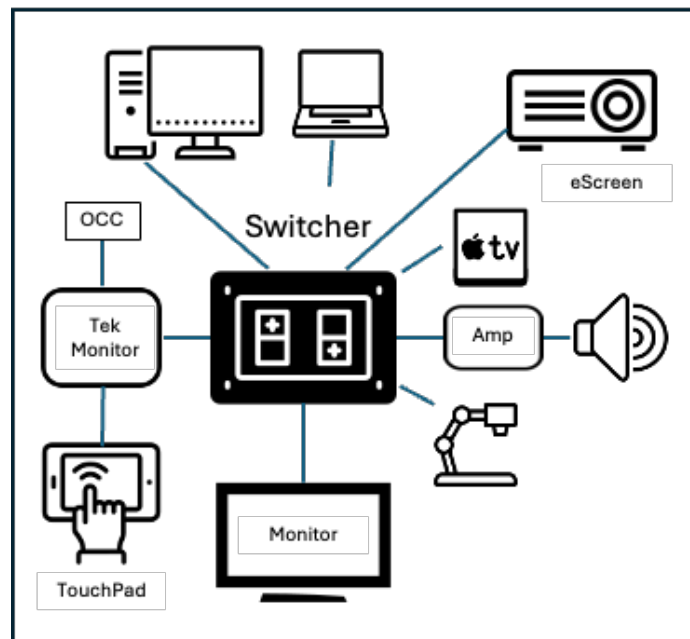 eScreen
OCC
Switcher
tv
Tek
Monitor
Amp
Monitor
TouchPad